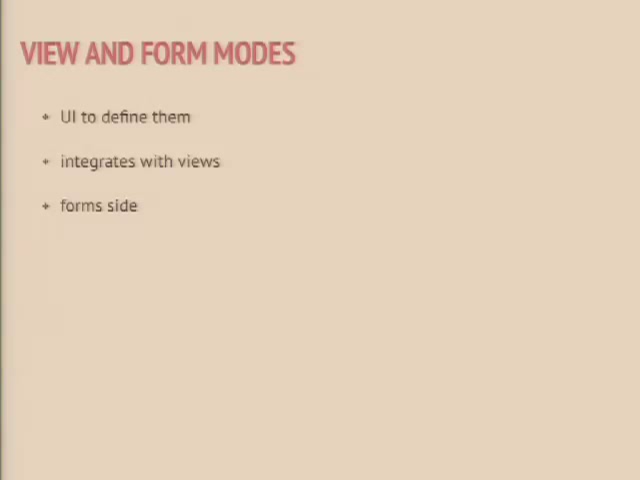 VIEW AND FORM MODES
UI to define them
integrates with views
forms side